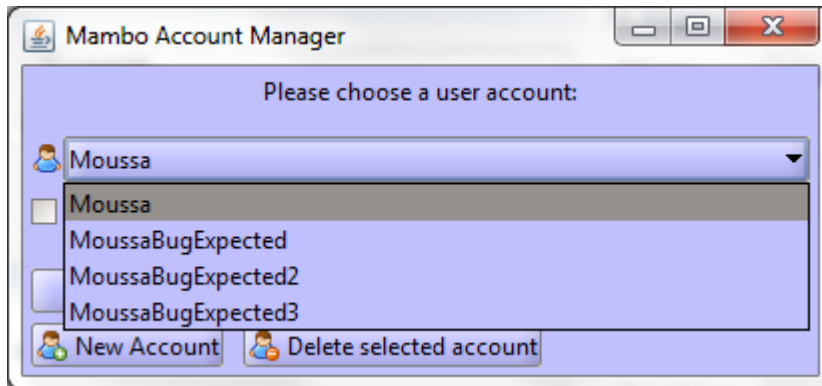 Mambo Account Manager
Please choose a user account:
Moussa
Moussa
MoussaBugExpected
MoussaBugExpected2
MoussaBugExpected3
New Account Delete selected account